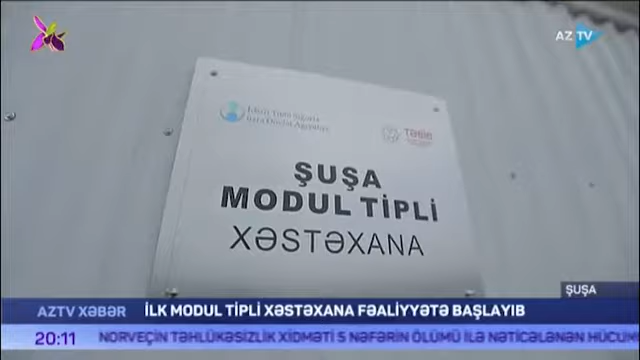 AZTV
İcbari Tibbi Sığorta
üzrə Dövlət Agentliyi
TƏBİB
ŞUŞA
MODUL TİPLİ
XƏSTƏXANA
ŞUŞA
AZTV XƏBƏR
İLK MODUL TİPLİ XƏSTƏXANA FƏALİYYƏTƏ BAŞLAYIB
20:11
NORVEÇİN TƏHLÜKƏSİZLİK XİDMƏTİ 5 NƏFƏRİN ÖLÜMÜ İLƏ NƏTİCƏLƏNƏN HÜCUM